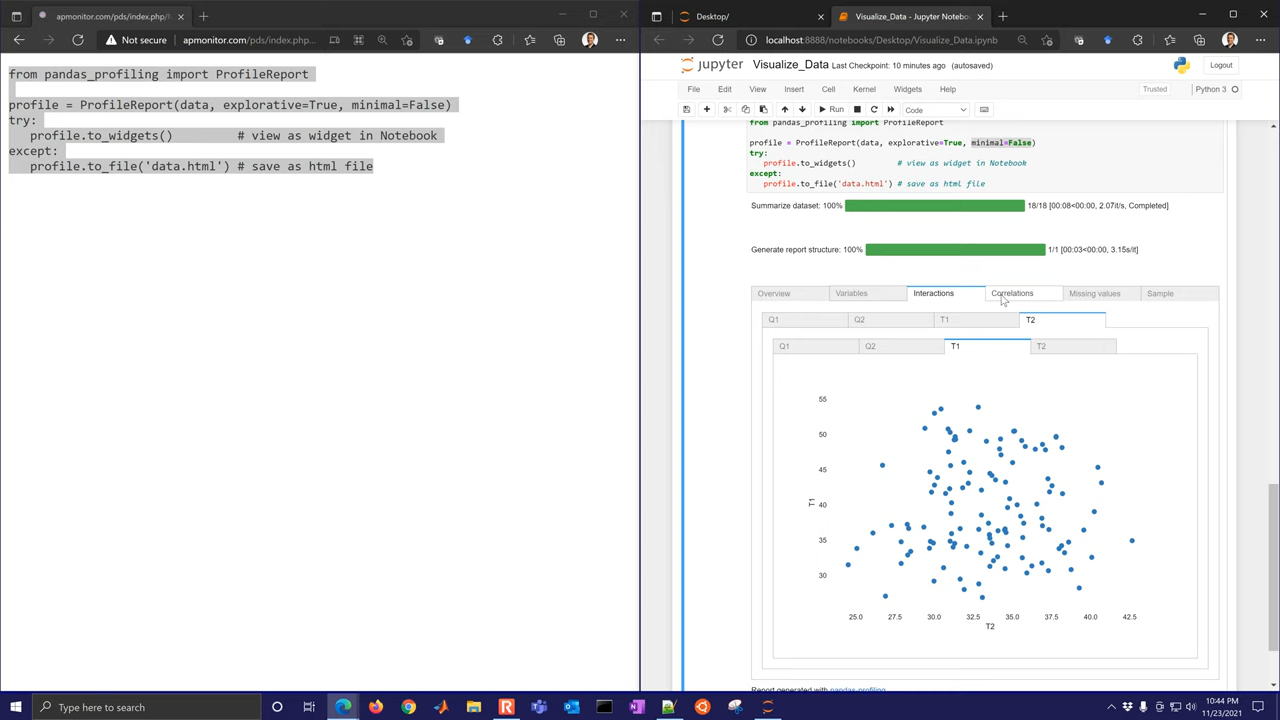 apmonitor.com/pds/index.php/
Desktop/
Visualize_Data - Jupyter Notebo
Not secure
apmonitor.com/pds/index.php...
localhost:8888/notebooks/Desktop/Visualize_Data.ipynb
from pandas_profiling import ProfileReport
profile = ProfileReport(data, explorative=True, minimal=False)
try:
profile.to_widgets() # view as widget in Notebook
except:
profile.to_file('data.html') # save as html file
jupyter Visualize_Data Last Checkpoint: 10 minutes ago (autosaved)
Logout
File Edit View Insert Cell Kernel Widgets Help
Trusted Python 3
Run Code
from pandas_profiling import ProfileReport
profile = ProfileReport(data, explorative=True, minimal=False)
try:
profile.to_widgets() # view as widget in Notebook
except:
profile.to_file('data.html') # save as html file
Summarize dataset: 100% 18/18 [00:08<00:00, 2.07it/s, Completed]
Generate report structure: 100% 1/1 [00:03<00:00, 3.15s/it]
Overview Variables Interactions Correlations Missing values Sample
Q1 Q2 T1 T2
Q1 Q2 T1 T2
55
50
45
40
35
30
T1
25.0 27.5 30.0 32.5 35.0 37.5 40.0 42.5
T2
Report generated with pandas-profiling
Type here to search
10:44 PM
11/23/2021